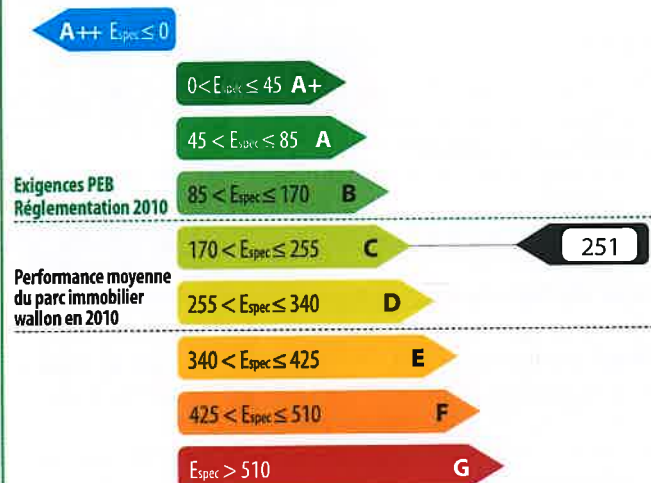 A++ Espec ≤ 0
0 < Espec ≤ 45 A+
45 < Espec ≤ 85 A
Exigences PEB
Réglementation 2010
85 < Espec ≤ 170 B
170 < Espec ≤ 255 C
251
Performance moyenne
du parc immobilier
wallon en 2010
255 < Espec ≤ 340 D
340 < Espec ≤ 425 E
425 < Espec ≤ 510 F
Espec > 510 G